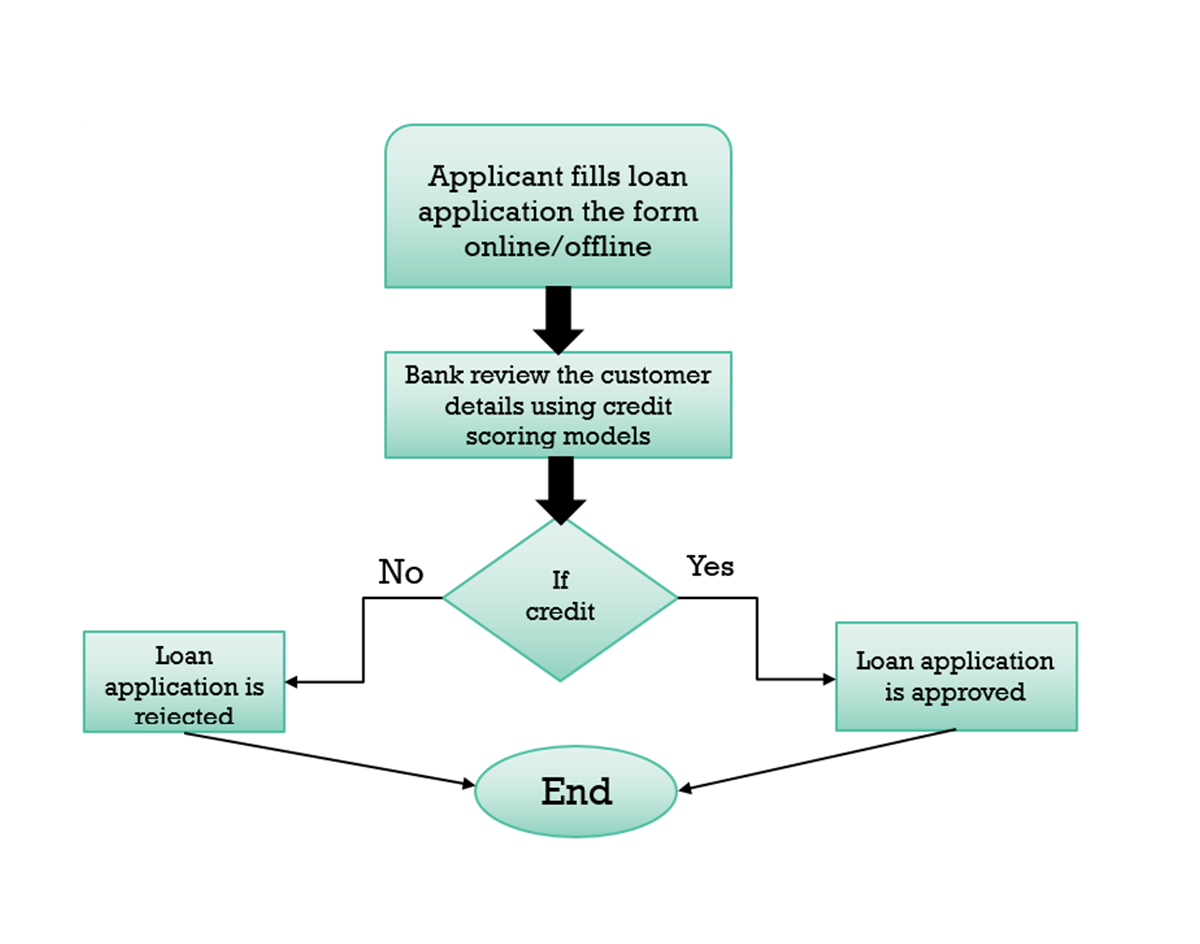 Applicant fills loan
application the form
online/offline
Bank review the customer
details using credit
scoring models
If
credit
No
Yes
Loan
application is
rejected
Loan application
is approved
End